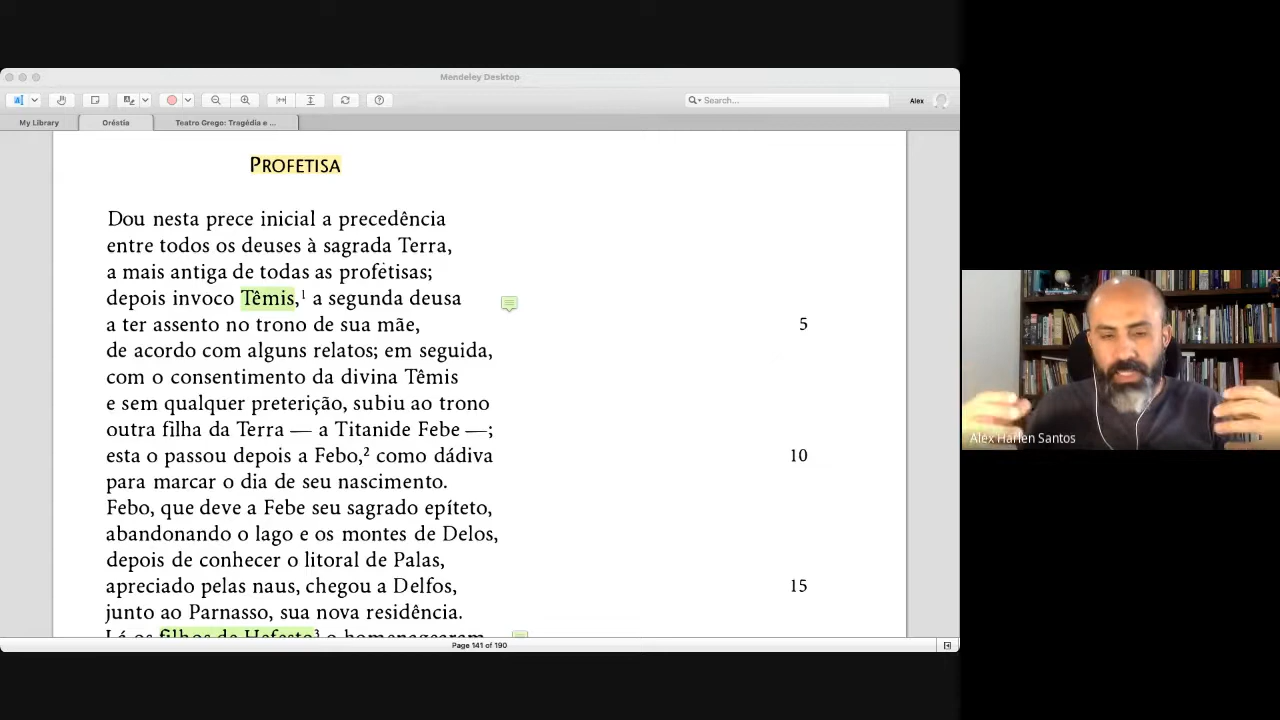 Mendeley Desktop
Search...
Alex
My Library
Oréstia
Teatro Grego: Tragédia e ...
PROFETISA
Dou nesta prece inicial a precedência
entre todos os deuses à sagrada Terra,
a mais antiga de todas as profetisas;
depois invoco Têmis,¹ a segunda deusa
a ter assento no trono de sua mãe,
5
de acordo com alguns relatos; em seguida,
com o consentimento da divina Têmis
e sem qualquer preterição, subiu ao trono
outra filha da Terra — a Titanide Febe —;
esta o passou depois a Febo,² como dádiva
10
para marcar o dia de seu nascimento.
Febo, que deve a Febe seu sagrado epíteto,
abandonando o lago e os montes de Delos,
depois de conhecer o litoral de Palas,
apreciado pelas naus, chegou a Delfos,
15
junto ao Parnasso, sua nova residência.
Lá os filhos de Hefesto³ o homenagearam
Page 141 of 190
Alex Harlen Santos